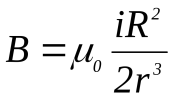 B = μ₀ iR² / 2r³